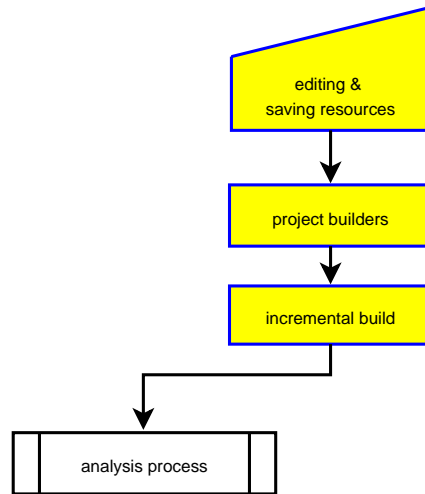 editing &
saving resources
project builders
incremental build
analysis process